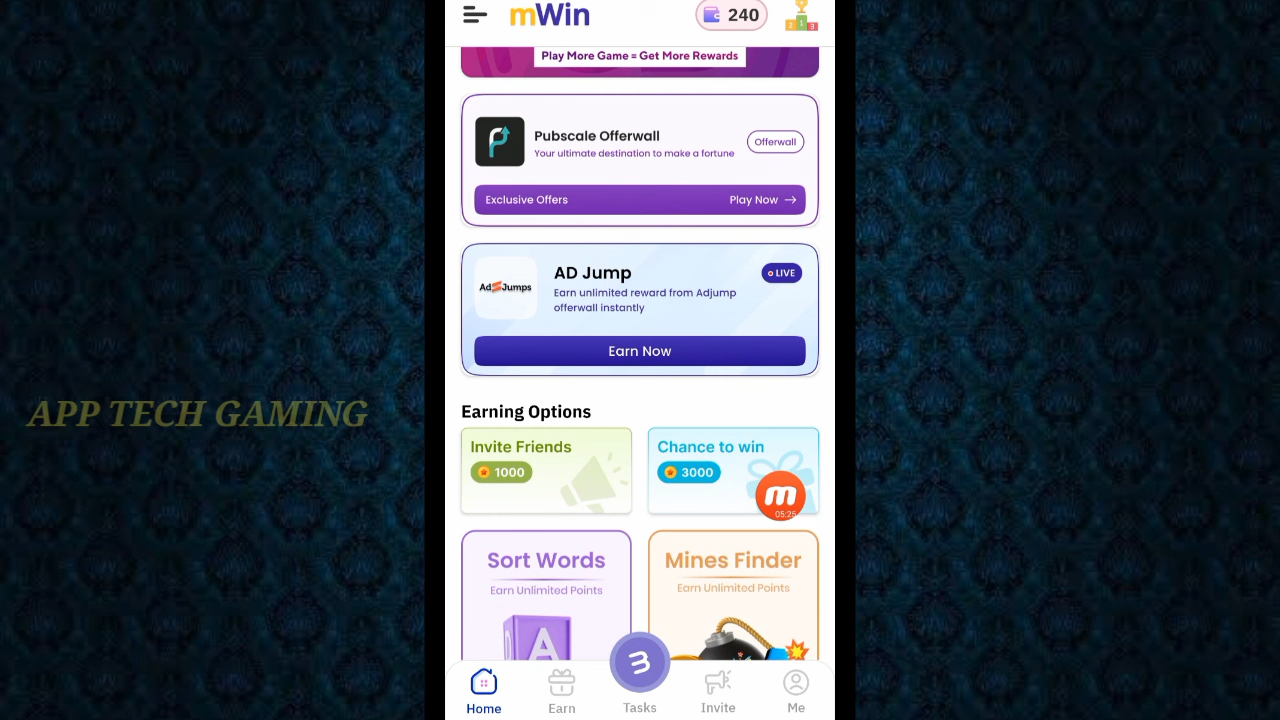 mWin
240
2 1 3
Play More Game = Get More Rewards
Pubscale Offerwall
Your ultimate destination to make a fortune
Offerwall
Exclusive Offers
Play Now →
AdJumps
AD Jump
LIVE
Earn unlimited reward from Adjump
offerwall instantly
Earn Now
APP TECH GAMING
Earning Options
Invite Friends
1000
Chance to win
3000
m
05:25
Sort Words
Earn Unlimited Points
A
Mines Finder
Earn Unlimited Points
Home
Earn
Tasks
Invite
Me